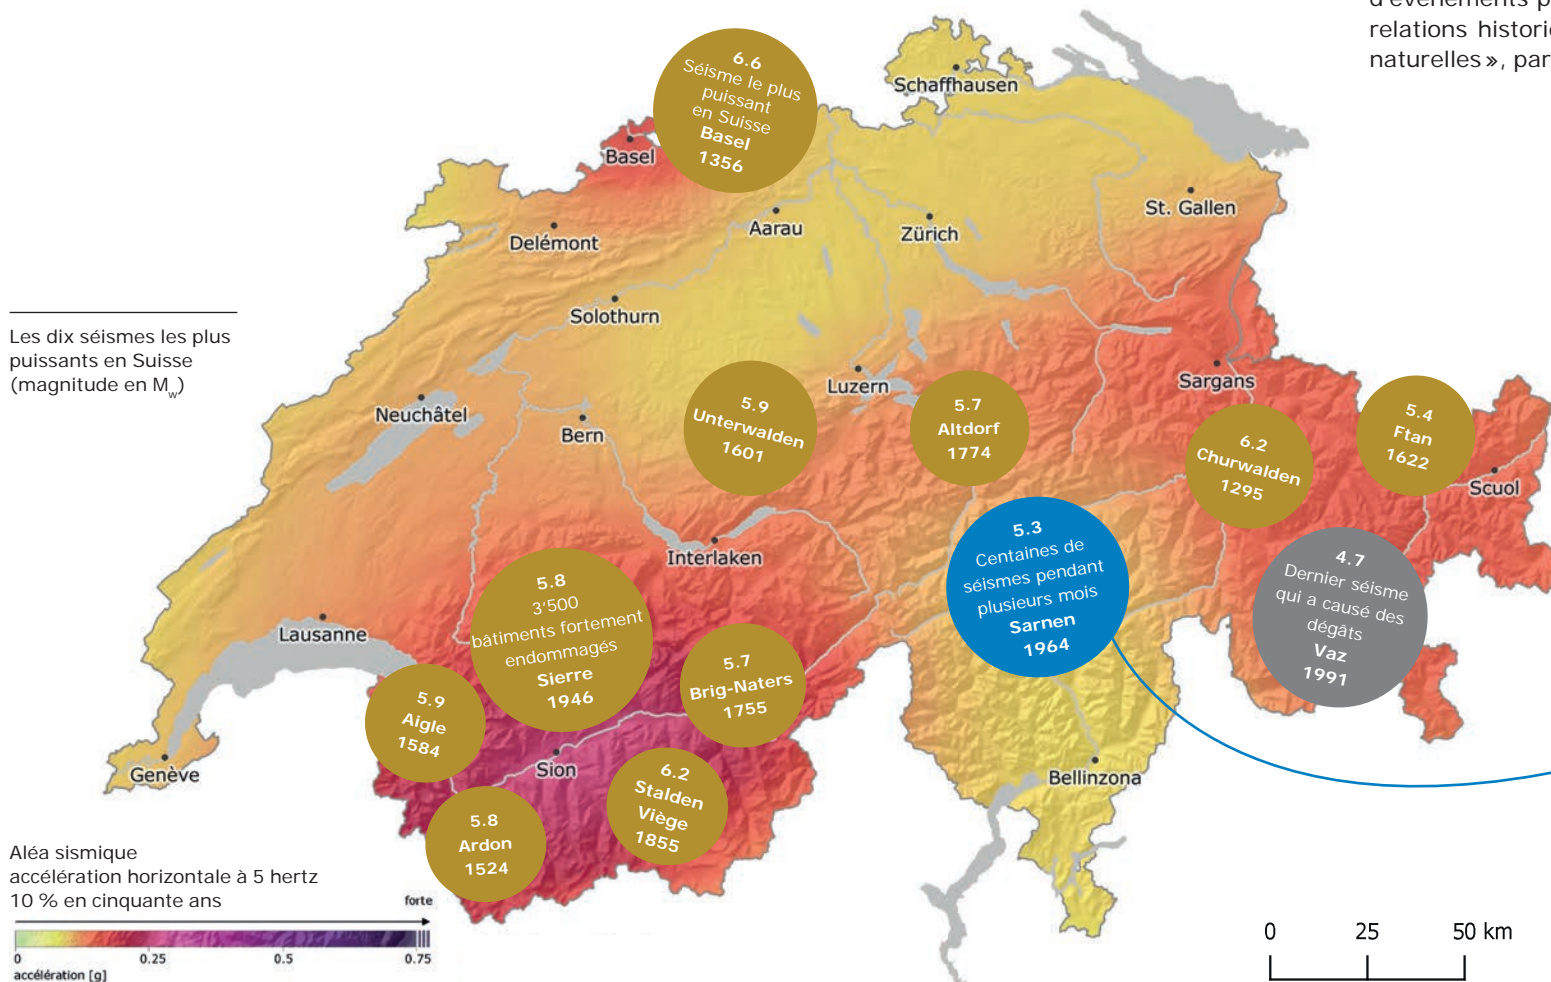 d'événements p
relations histori
naturelles», par
6.6
Séisme le plus
puissant
en Suisse
Basel
1356
Schaffhausen
Basel
St. Gallen
Delémont
Aarau
Zürich
Solothurn
Les dix séismes les plus
puissants en Suisse
(magnitude en Mw)
Neuchâtel
Bern
5.9
Unterwalden
1601
Luzern
5.7
Altdorf
1774
Sargans
6.2
Churwalden
1295
5.4
Ftan
1622
Scuol
Interlaken
5.3
Centaines de
séismes pendant
plusieurs mois
Sarnen
1964
4.7
Dernier séisme
qui a causé des
dégâts
Vaz
1991
Lausanne
5.8
3'500
bâtiments fortement
endommagés
Sierre
1946
5.7
Brig-Naters
1755
5.9
Aigle
1584
Genève
Sion
6.2
Stalden
Viège
1855
Bellinzona
5.8
Ardon
1524
Aléa sismique
accélération horizontale à 5 hertz
10 % en cinquante ans
forte
0 0.25 0.5 0.75
accélération [g]
0 25 50 km